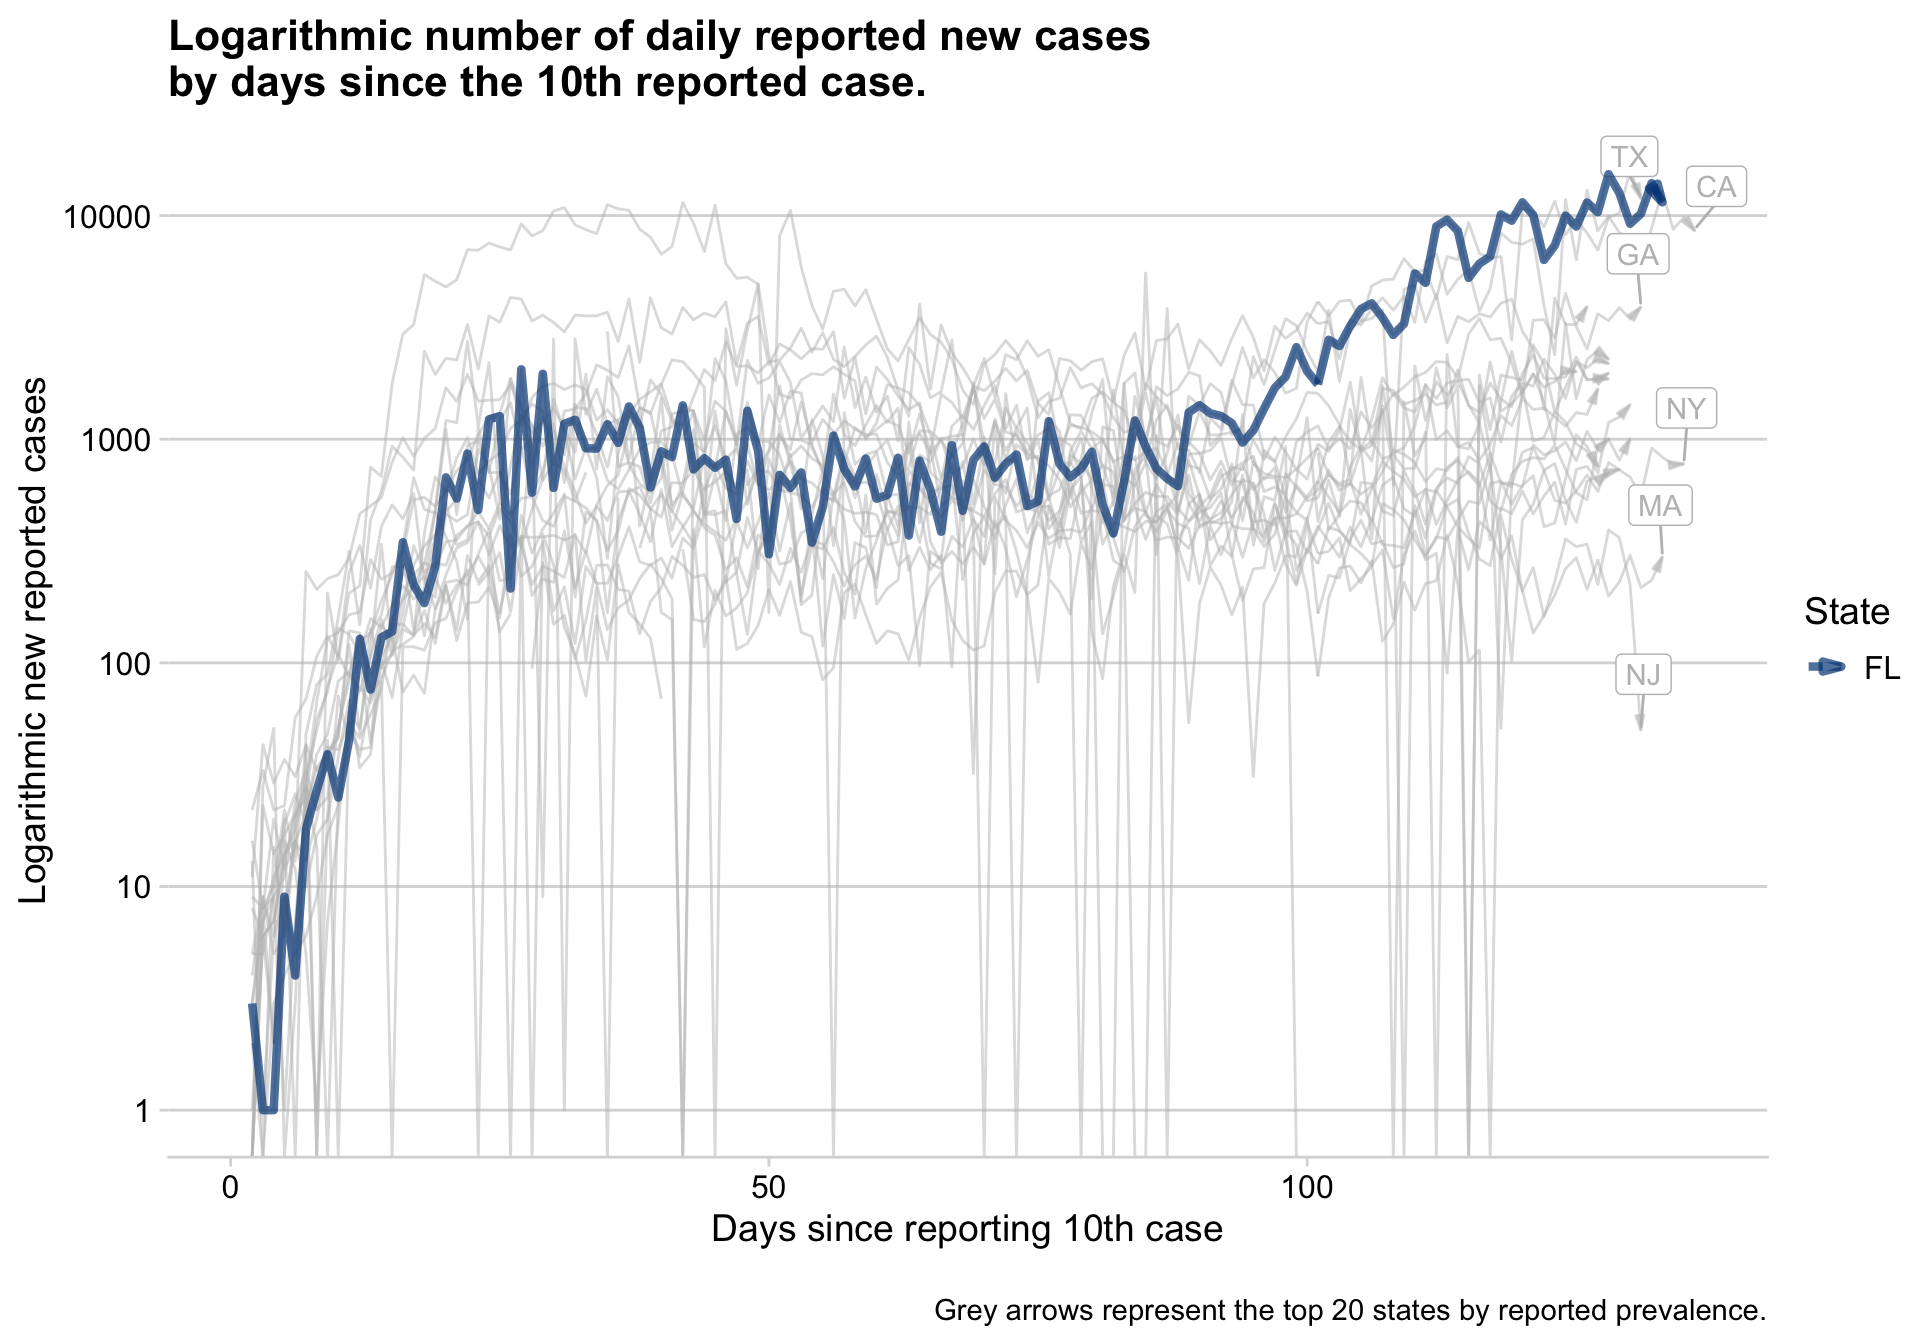 Logarithmic number of daily reported new cases
by days since the 10th reported case.
Logarithmic new reported cases
10000
1000
100
10
1
TX
CA
GA
NY
MA
NJ
State
FL
0
50
100
Days since reporting 10th case
Grey arrows represent the top 20 states by reported prevalence.